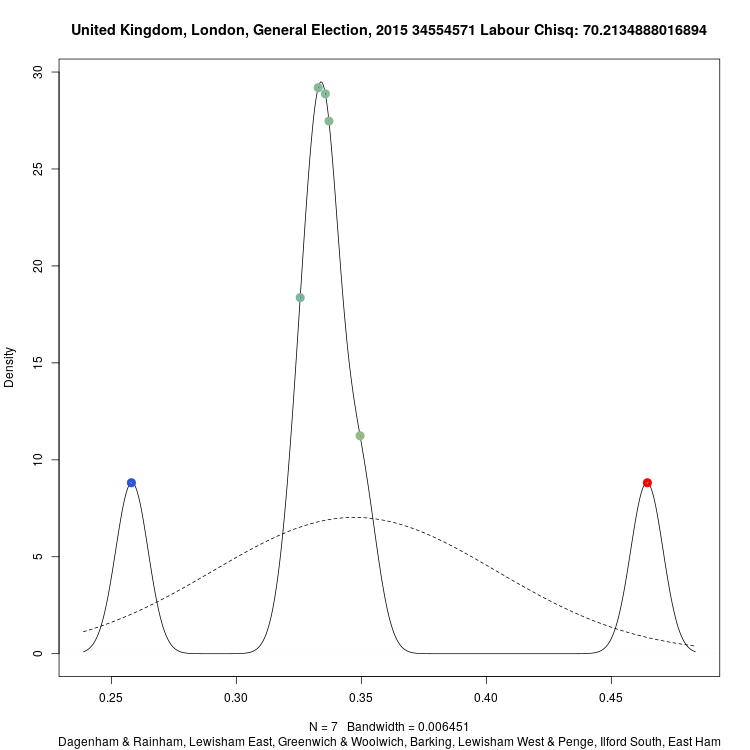 United Kingdom, London, General Election, 2015 34554571 Labour Chisq: 70.2134888016894
30
25
20
15
10
5
0
Density
0.25 0.30 0.35 0.40 0.45
N = 7 Bandwidth = 0.006451
Dagenham & Rainham, Lewisham East, Greenwich & Woolwich, Barking, Lewisham West & Penge, Ilford South, East Ham